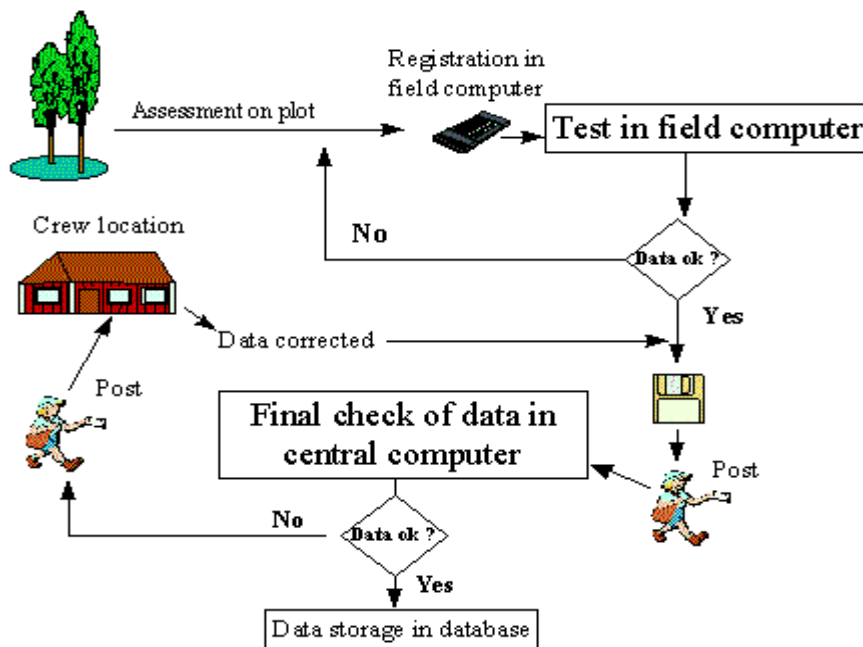 Registration in
field computer
Assessment on plot
Test in field computer
Crew location
No
Data ok ?
Yes
Data corrected
Post
Final check of data in
central computer
Post
No
Data ok ?
Yes
Data storage in database